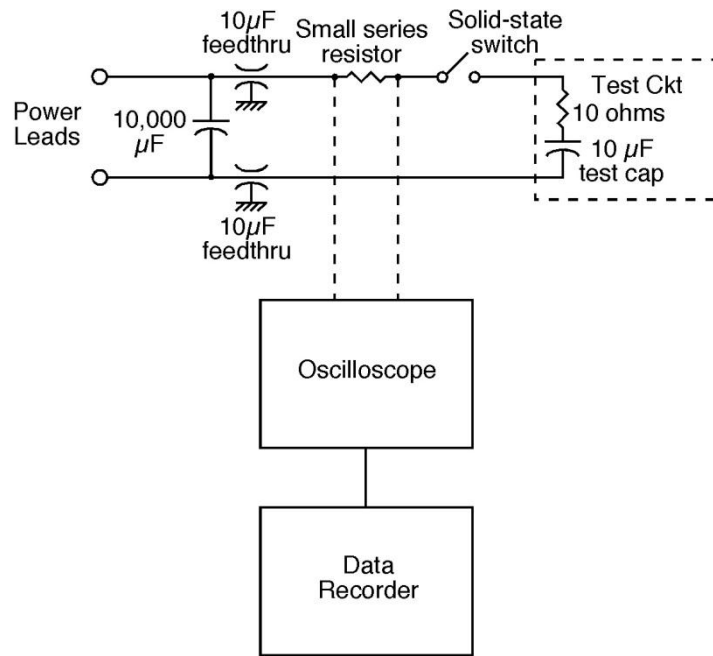 10μF
feedthru
Small series
resistor
Solid-state
switch
Power
Leads
10,000
μF
Test Ckt
10 ohms
10 μF
test cap
10μF
feedthru
Oscilloscope
Data
Recorder